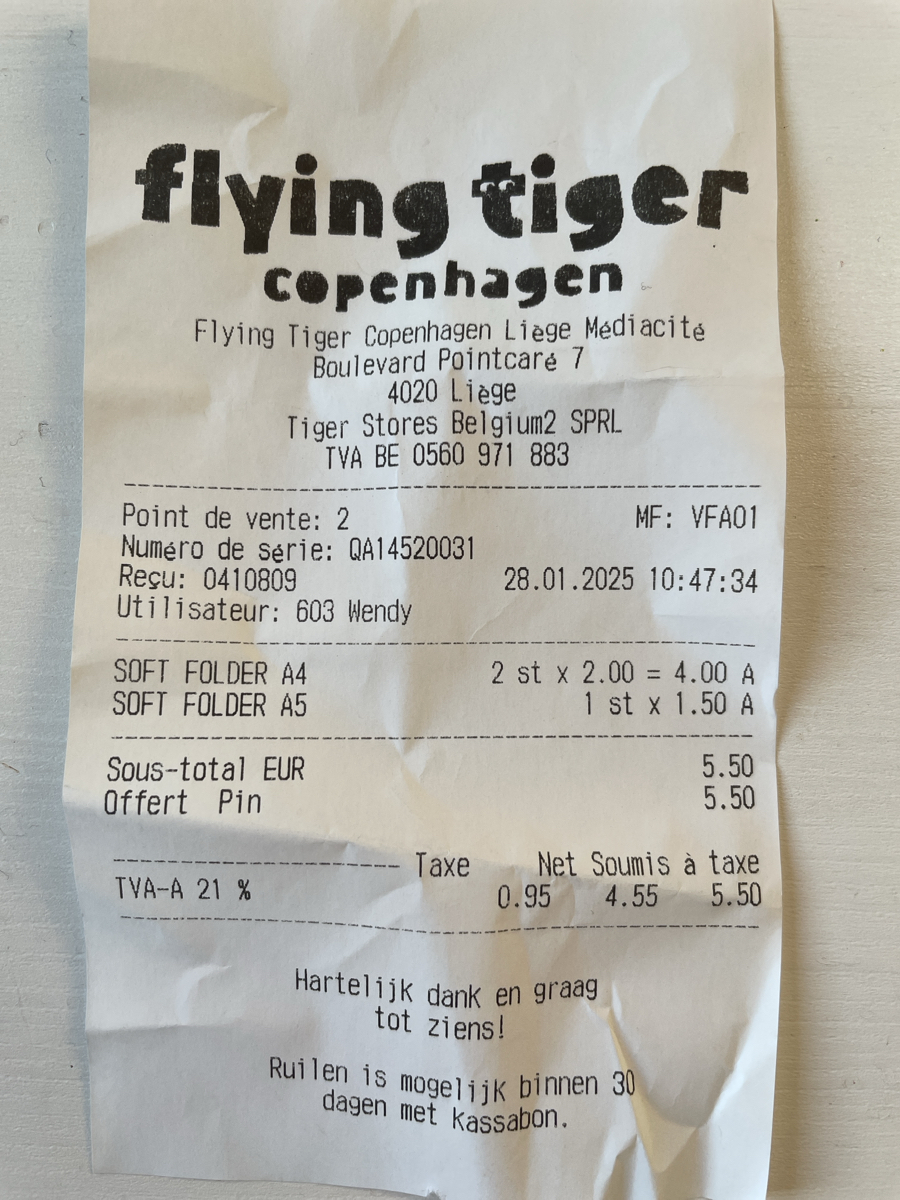 flying tiger
copenhagen
Flying Tiger Copenhagen Liège Médiacité
Boulevard Pointcaré 7
4020 Liège
Tiger Stores Belgium2 SPRL
TVA BE 0560 971 883
Point de vente: 2 MF: VFA01
Numéro de série: QA14520031
Reçu: 0410809 28.01.2025 10:47:34
Utilisateur: 603 Wendy
SOFT FOLDER A4 2 st x 2.00 = 4.00 A
SOFT FOLDER A5 1 st x 1.50 A
Sous-total EUR 5.50
Offert Pin 5.50
Taxe Net Soumis à taxe
TVA-A 21 % 0.95 4.55 5.50
Hartelijk dank en graag
tot ziens!
Ruilen is mogelijk binnen 30
dagen met kassabon.